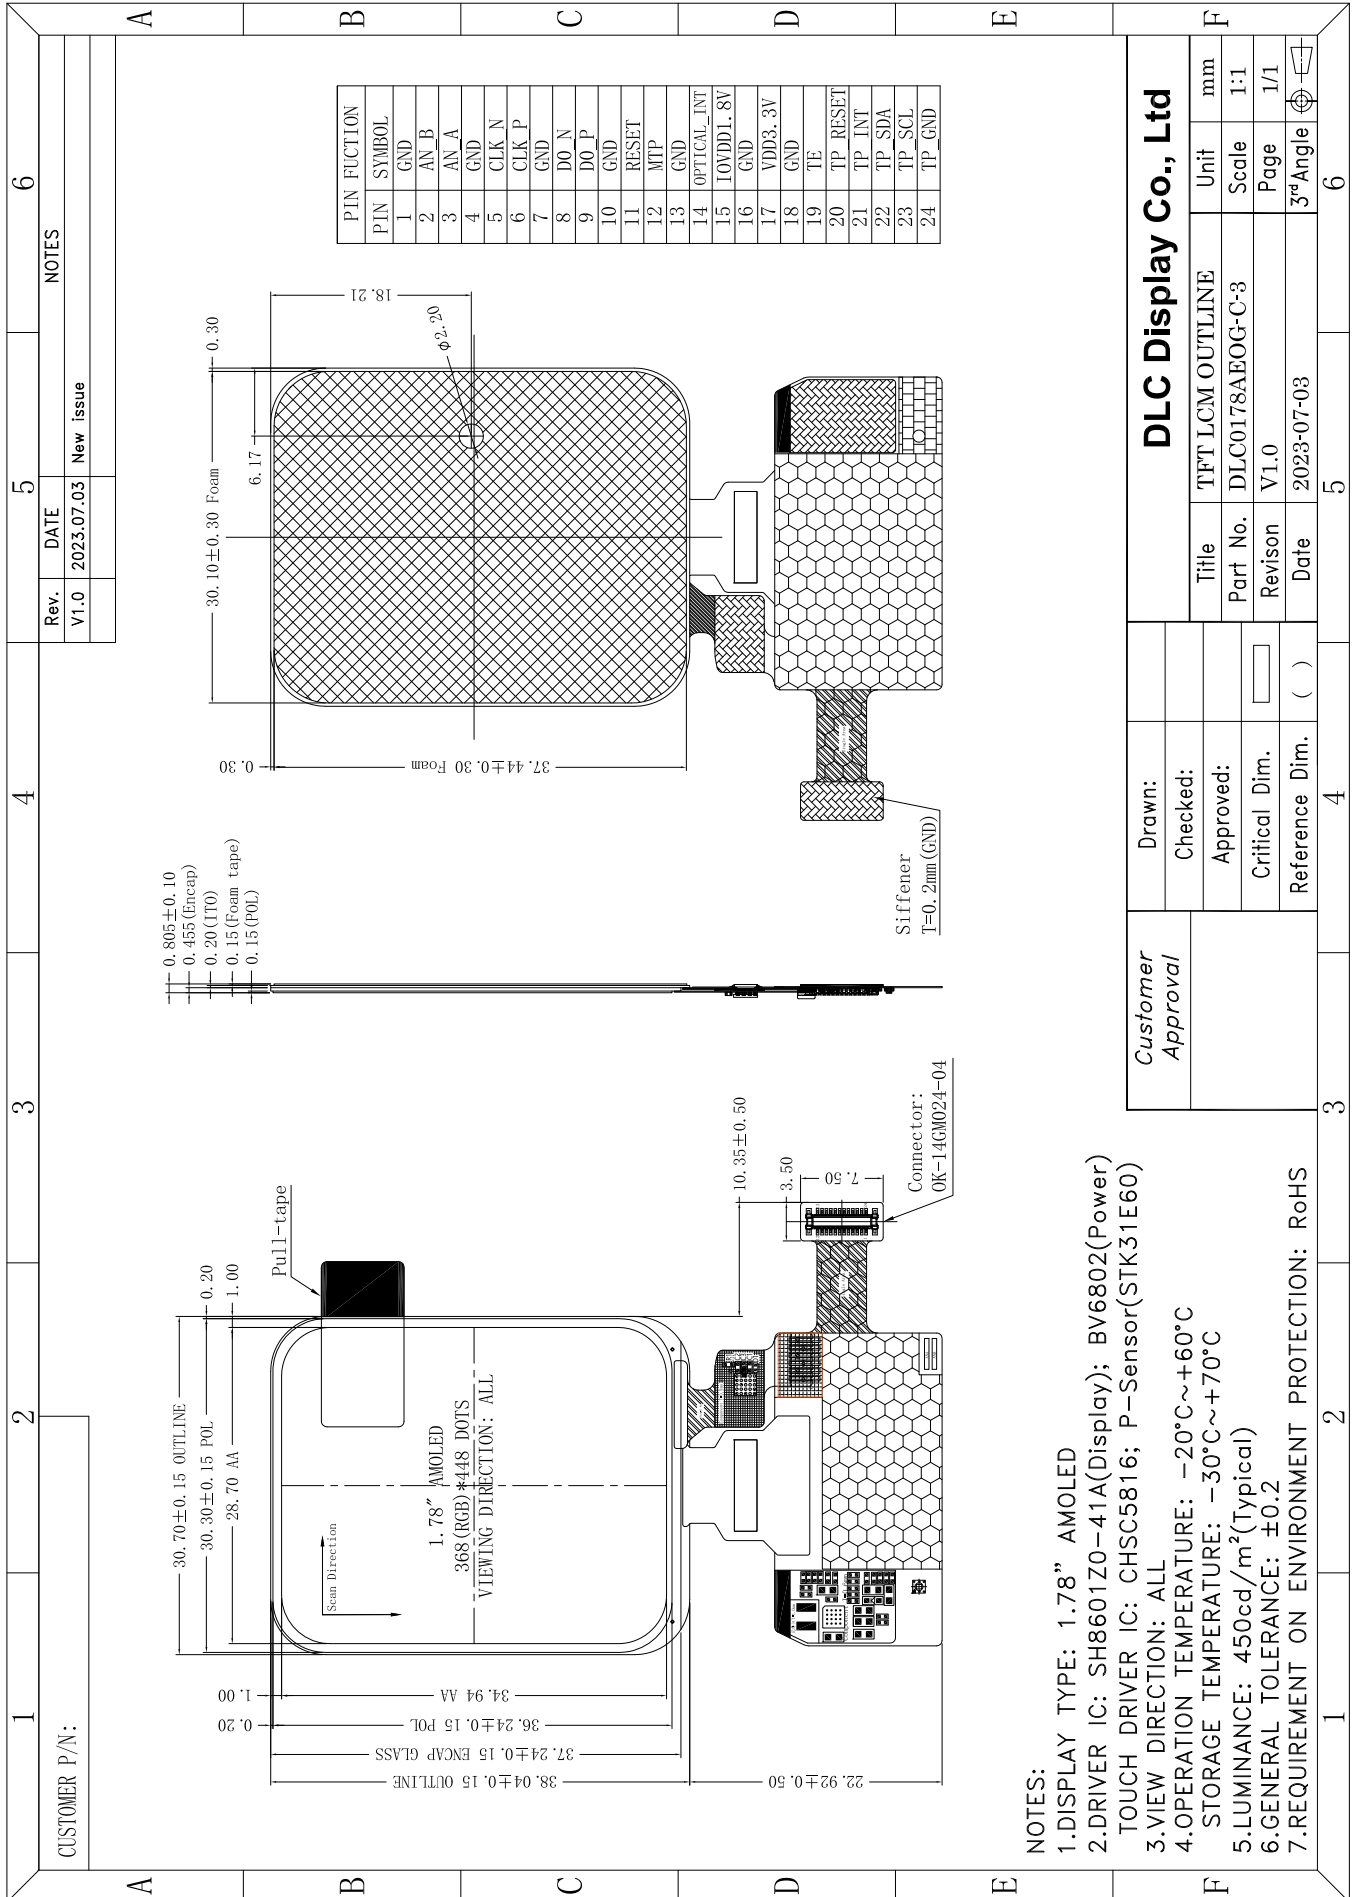 1
2
3
4
5
6
A
B
C
D
E
F
CUSTOMER P/N:
Rev.
DATE
NOTES
V1.0
2023.07.03
New issue
30.70±0.15 OUTLINE
30.30±0.15 POL
0.20
28.70 AA
1.00
Pull-tape
Scan Direction
1.78" AMOLED
368(RGB)*448 DOTS
VIEWING DIRECTION: ALL
1.00
0.20
34.94 AA
36.24±0.15 POL
37.24±0.15 ENCAP GLASS
38.04±0.15 OUTLINE
22.92±0.50
10.35±0.50
3.50
7.50
Connector:
OK-14GM024-04
0.805±0.10
0.455(Encap)
0.20(ITO)
0.15(Foam tape)
0.15(POL)
30.10±0.30 Foam
0.30
6.17
18.21
φ2.20
0.30
37.44±0.30 Foam
Siffener
T=0.2mm(GND)
PIN FUCTION
PIN SYMBOL
1 GND
2 AN_B
3 AN_A
4 GND
5 CLK_N
6 CLK_P
7 GND
8 D0_N
9 D0_P
10 GND
11 RESET
12 MTP
13 GND
14 OPTICAL_INT
15 IOVDD1.8V
16 GND
17 VDD3.3V
18 GND
19 TE
20 TP_RESET
21 TP_INT
22 TP_SDA
23 TP_SCL
24 TP_GND
NOTES:
1.DISPLAY TYPE: 1.78” AMOLED
2.DRIVER IC: SH8601Z0-41A(Display); BV6802(Power)
TOUCH DRIVER IC: CHSC5816; P-Sensor(STK31E60)
3.VIEW DIRECTION: ALL
4.OPERATION TEMPERATURE: -20°C~+60°C
STORAGE TEMPERATURE: -30°C~+70°C
5.LUMINANCE: 450cd/m²(Typical)
6.GENERAL TOLERANCE: ±0.2
7.REQUIREMENT ON ENVIRONMENT PROTECTION: RoHS
Customer
Approval
Drawn:
Checked:
Approved:
Critical Dim.
Reference Dim. ( )
DLC Display Co., Ltd
Title TFT LCM OUTLINE Unit mm
Part No. DLC0178AEOG-C-3 Scale 1:1
Revison V1.0 Page 1/1
Date 2023-07-03 3rd Angle
1
2
3
4
5
6
A
B
C
D
E
F